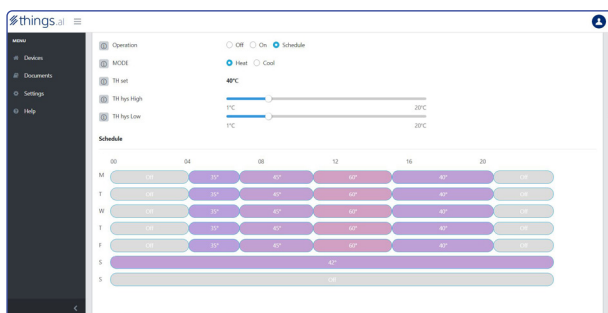 things.ai
MENU
Devices
Documents
Settings
Help
Operation Off On Schedule
MODE Heat Cool
TH set 40°C
TH hys High
1°C 20°C
TH hys Low
1°C 20°C
Schedule
00 04 08 12 16 20
M Off 35° 45° 60° 40° Off
T Off 35° 45° 60° 40° Off
W Off 35° 45° 60° 40° Off
T Off 35° 45° 60° 40° Off
F Off 35° 45° 60° 40° Off
S 42°
S Off